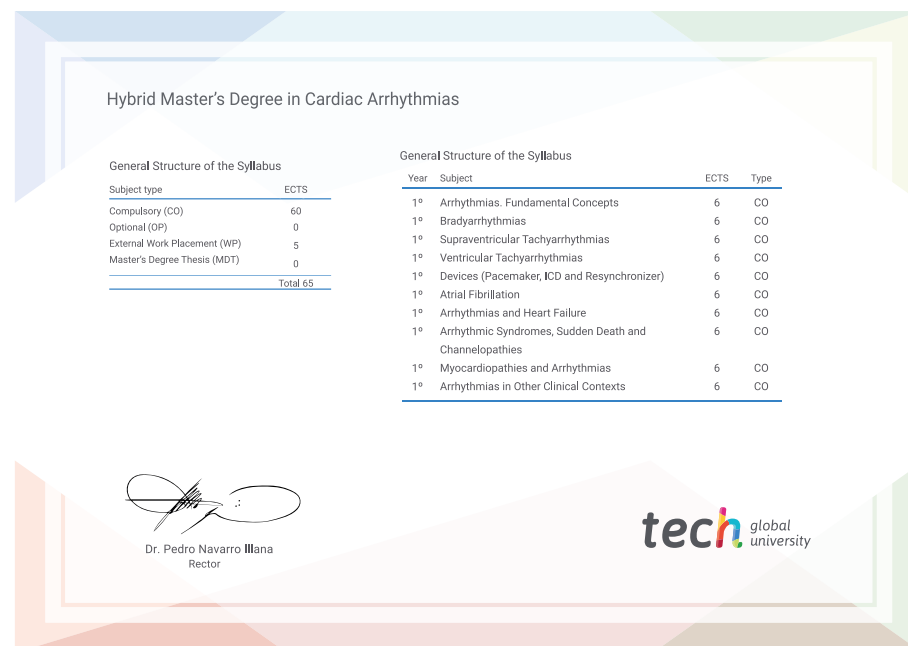 Hybrid Master's Degree in Cardiac Arrhythmias
General Structure of the Syllabus
Subject type ECTS
Compulsory (CO) 60
Optional (OP) 0
External Work Placement (WP) 5
Master's Degree Thesis (MDT) 0
Total 65
General Structure of the Syllabus
Year Subject ECTS Type
1º Arrhythmias. Fundamental Concepts 6 CO
1º Bradyarrhythmias 6 CO
1º Supraventricular Tachyarrhythmias 6 CO
1º Ventricular Tachyarrhythmias 6 CO
1º Devices (Pacemaker, ICD and Resynchronizer) 6 CO
1º Atrial Fibrillation 6 CO
1º Arrhythmias and Heart Failure 6 CO
1º Arrhythmic Syndromes, Sudden Death and 6 CO
Channelopathies
1º Myocardiopathies and Arrhythmias 6 CO
1º Arrhythmias in Other Clinical Contexts 6 CO
Dr. Pedro Navarro Illana
Rector
tech global
university